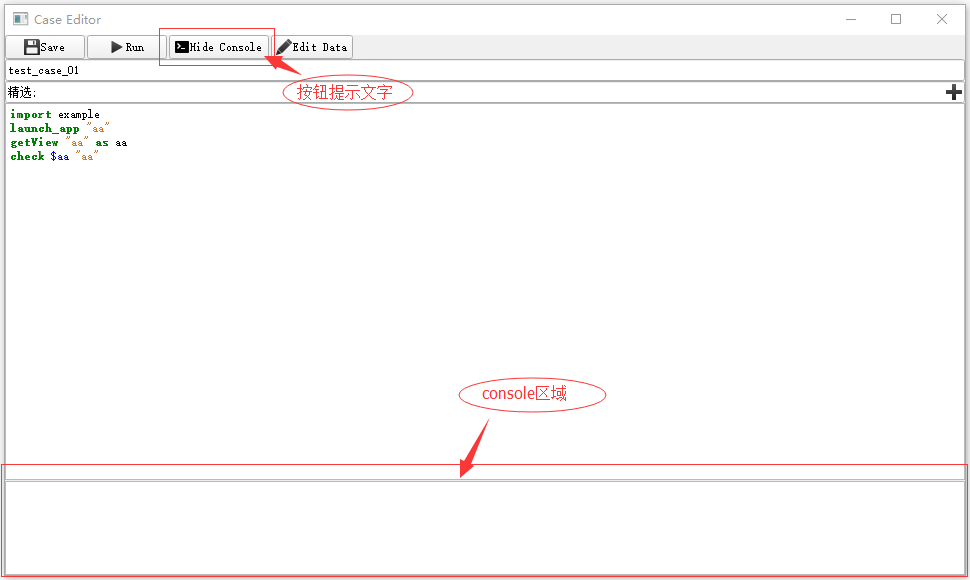 Case Editor
Save Run Hide Console Edit Data
test_case_01
按钮提示文字
精选:
import example
launch_app "aa"
getView "aa" as aa
check $aa "aa"
console区域